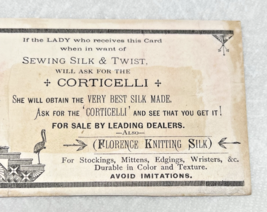 If the LADY who receives this Card
when in want of
SEWING SILK & TWIST,
WILL ASK FOR THE
CORTICELLI
SHE WILL OBTAIN THE VERY BEST SILK MADE.
ASK FOR THE 'CORTICELLI' AND SEE THAT YOU GET IT!
FOR SALE BY LEADING DEALERS.
—ALSO—
(FLORENCE KNITTING SILK)
For Stockings, Mittens, Edgings, Wristers, &c.
Durable in Color and Texture.
AVOID IMITATIONS.